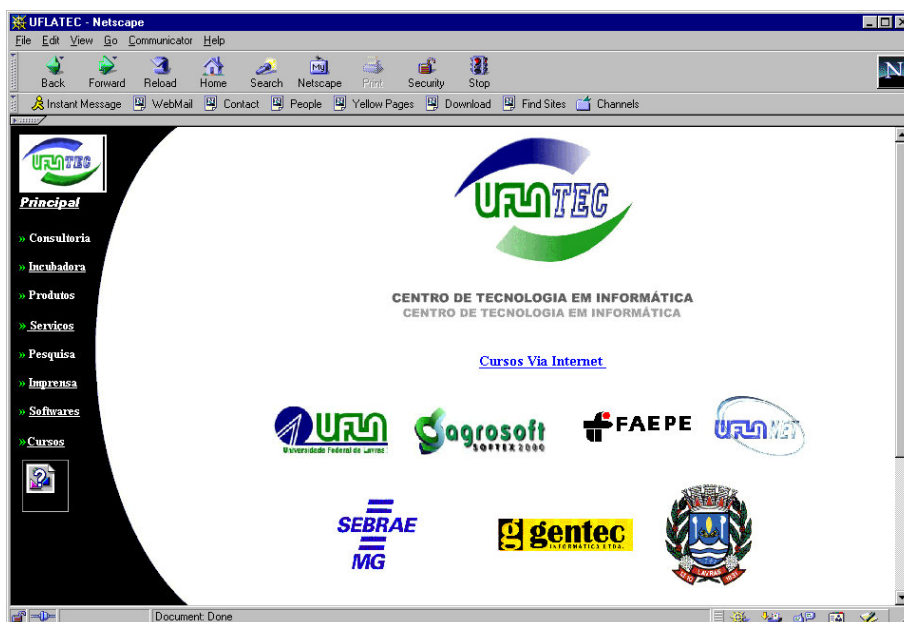 UFLATEC - Netscape
File Edit View Go Communicator Help
Back Forward Reload Home Search Netscape Print Security Stop
My
N
Instant Message WebMail Contact People Yellow Pages Download Find Sites Channels
UFLATEC
Principal
» Consultoria
» Incubadora
» Produtos
» Serviços
» Pesquisa
» Imprensa
» Softwares
» Cursos
UFLATEC
CENTRO DE TECNOLOGIA EM INFORMÁTICA
CENTRO DE TECNOLOGIA EM INFORMÁTICA
Cursos Via Internet
UFLA
Universidade Federal de Lavras
agrosoft
SOFTEX 2000
FAEPE
UFLANET
SEBRAE
MG
g gentec
INFORMÁTICA LTDA.
LAVRAS
1831
Document: Done